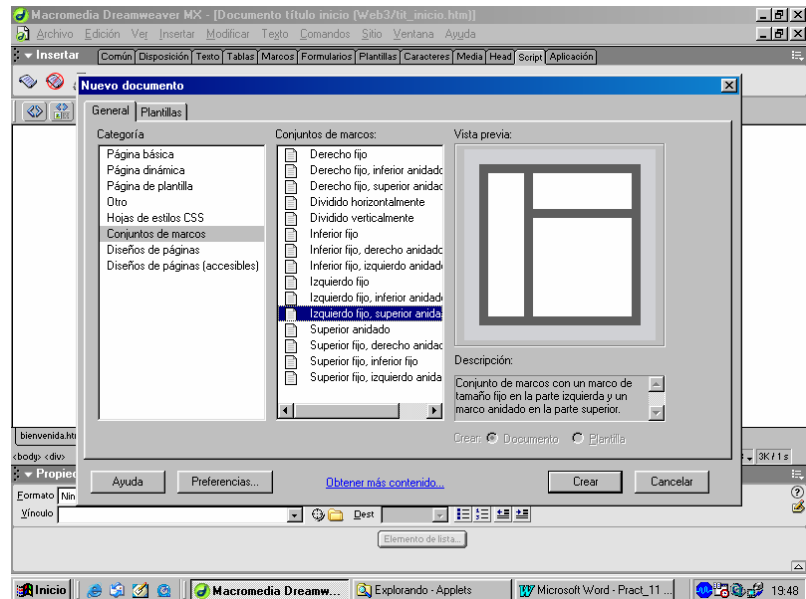 Macromedia Dreamweaver MX - [Documento título inicio (Web3/tit_inicio.htm)]
Archivo Edición Ver Insertar Modificar Texto Comandos Sitio Ventana Ayuda
Insertar Común Disposición Texto Tablas Marcos Formularios Plantillas Caracteres Media Head Script Aplicación
Nuevo documento
General Plantillas
Categoría
Página básica
Página dinámica
Página de plantilla
Otro
Hojas de estilos CSS
Conjuntos de marcos
Diseños de páginas
Diseños de páginas (accesibles)
Conjuntos de marcos:
Derecho fijo
Derecho fijo, inferior anidado
Derecho fijo, superior anidad
Dividido horizontalmente
Dividido verticalmente
Inferior fijo
Inferior fijo, derecho anidado
Inferior fijo, izquierdo anidado
Izquierdo fijo
Izquierdo fijo, inferior anidado
Izquierdo fijo, superior anida
Superior anidado
Superior fijo, derecho anidad
Superior fijo, inferior fijo
Superior fijo, izquierdo anida
Vista previa:
Descripción:
Conjunto de marcos con un marco de
tamaño fijo en la parte izquierda y un
marco anidado en la parte superior.
Crear: Documento Plantilla
Ayuda Preferencias... Obtener más contenido... Crear Cancelar
bienvenida.ht
<body> <div> 3K / 1 s
Propied
Formato Nin
Vínculo Dest
Elemento de lista...
Inicio Macromedia Dreamw... Explorando - Applets Microsoft Word - Pract_11 ... 19:48